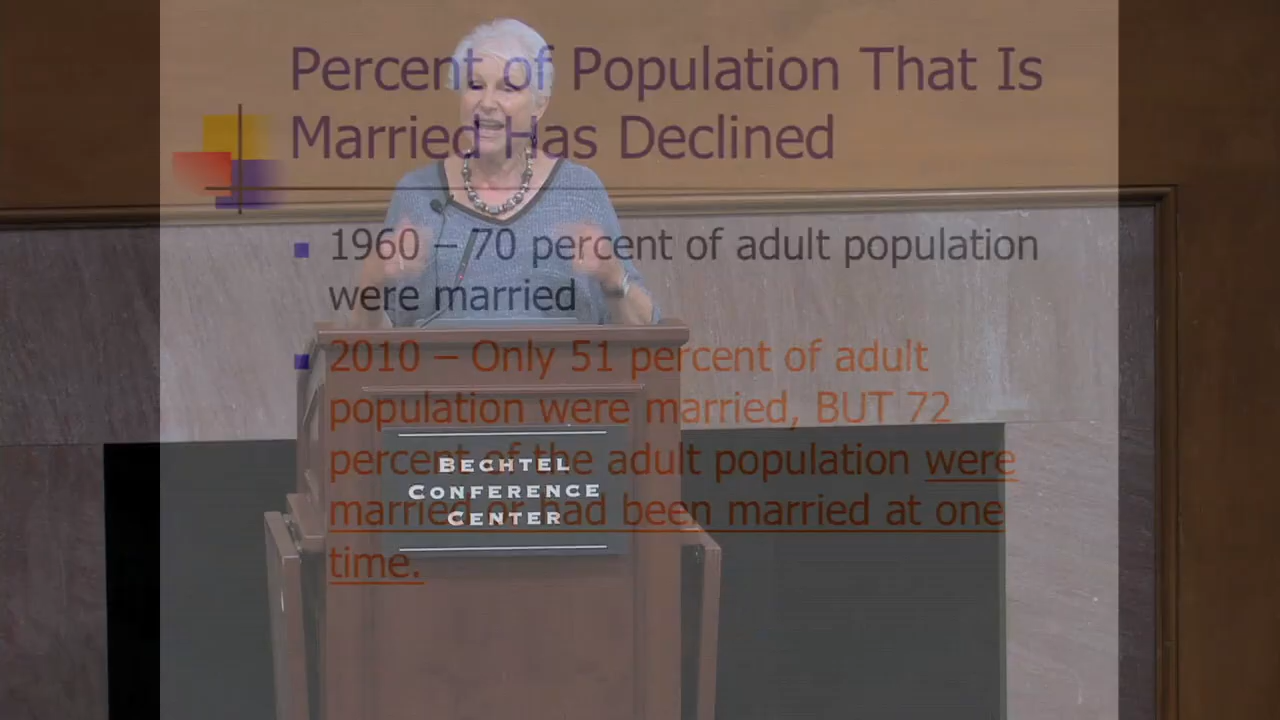 Percent of Population That Is
Married Has Declined
1960 – 70 percent of adult population
were married
2010 – Only 51 percent of adult
population were married, BUT 72
percent of the adult population were
married or had been married at one
time.
BECHTEL
CONFERENCE
CENTER